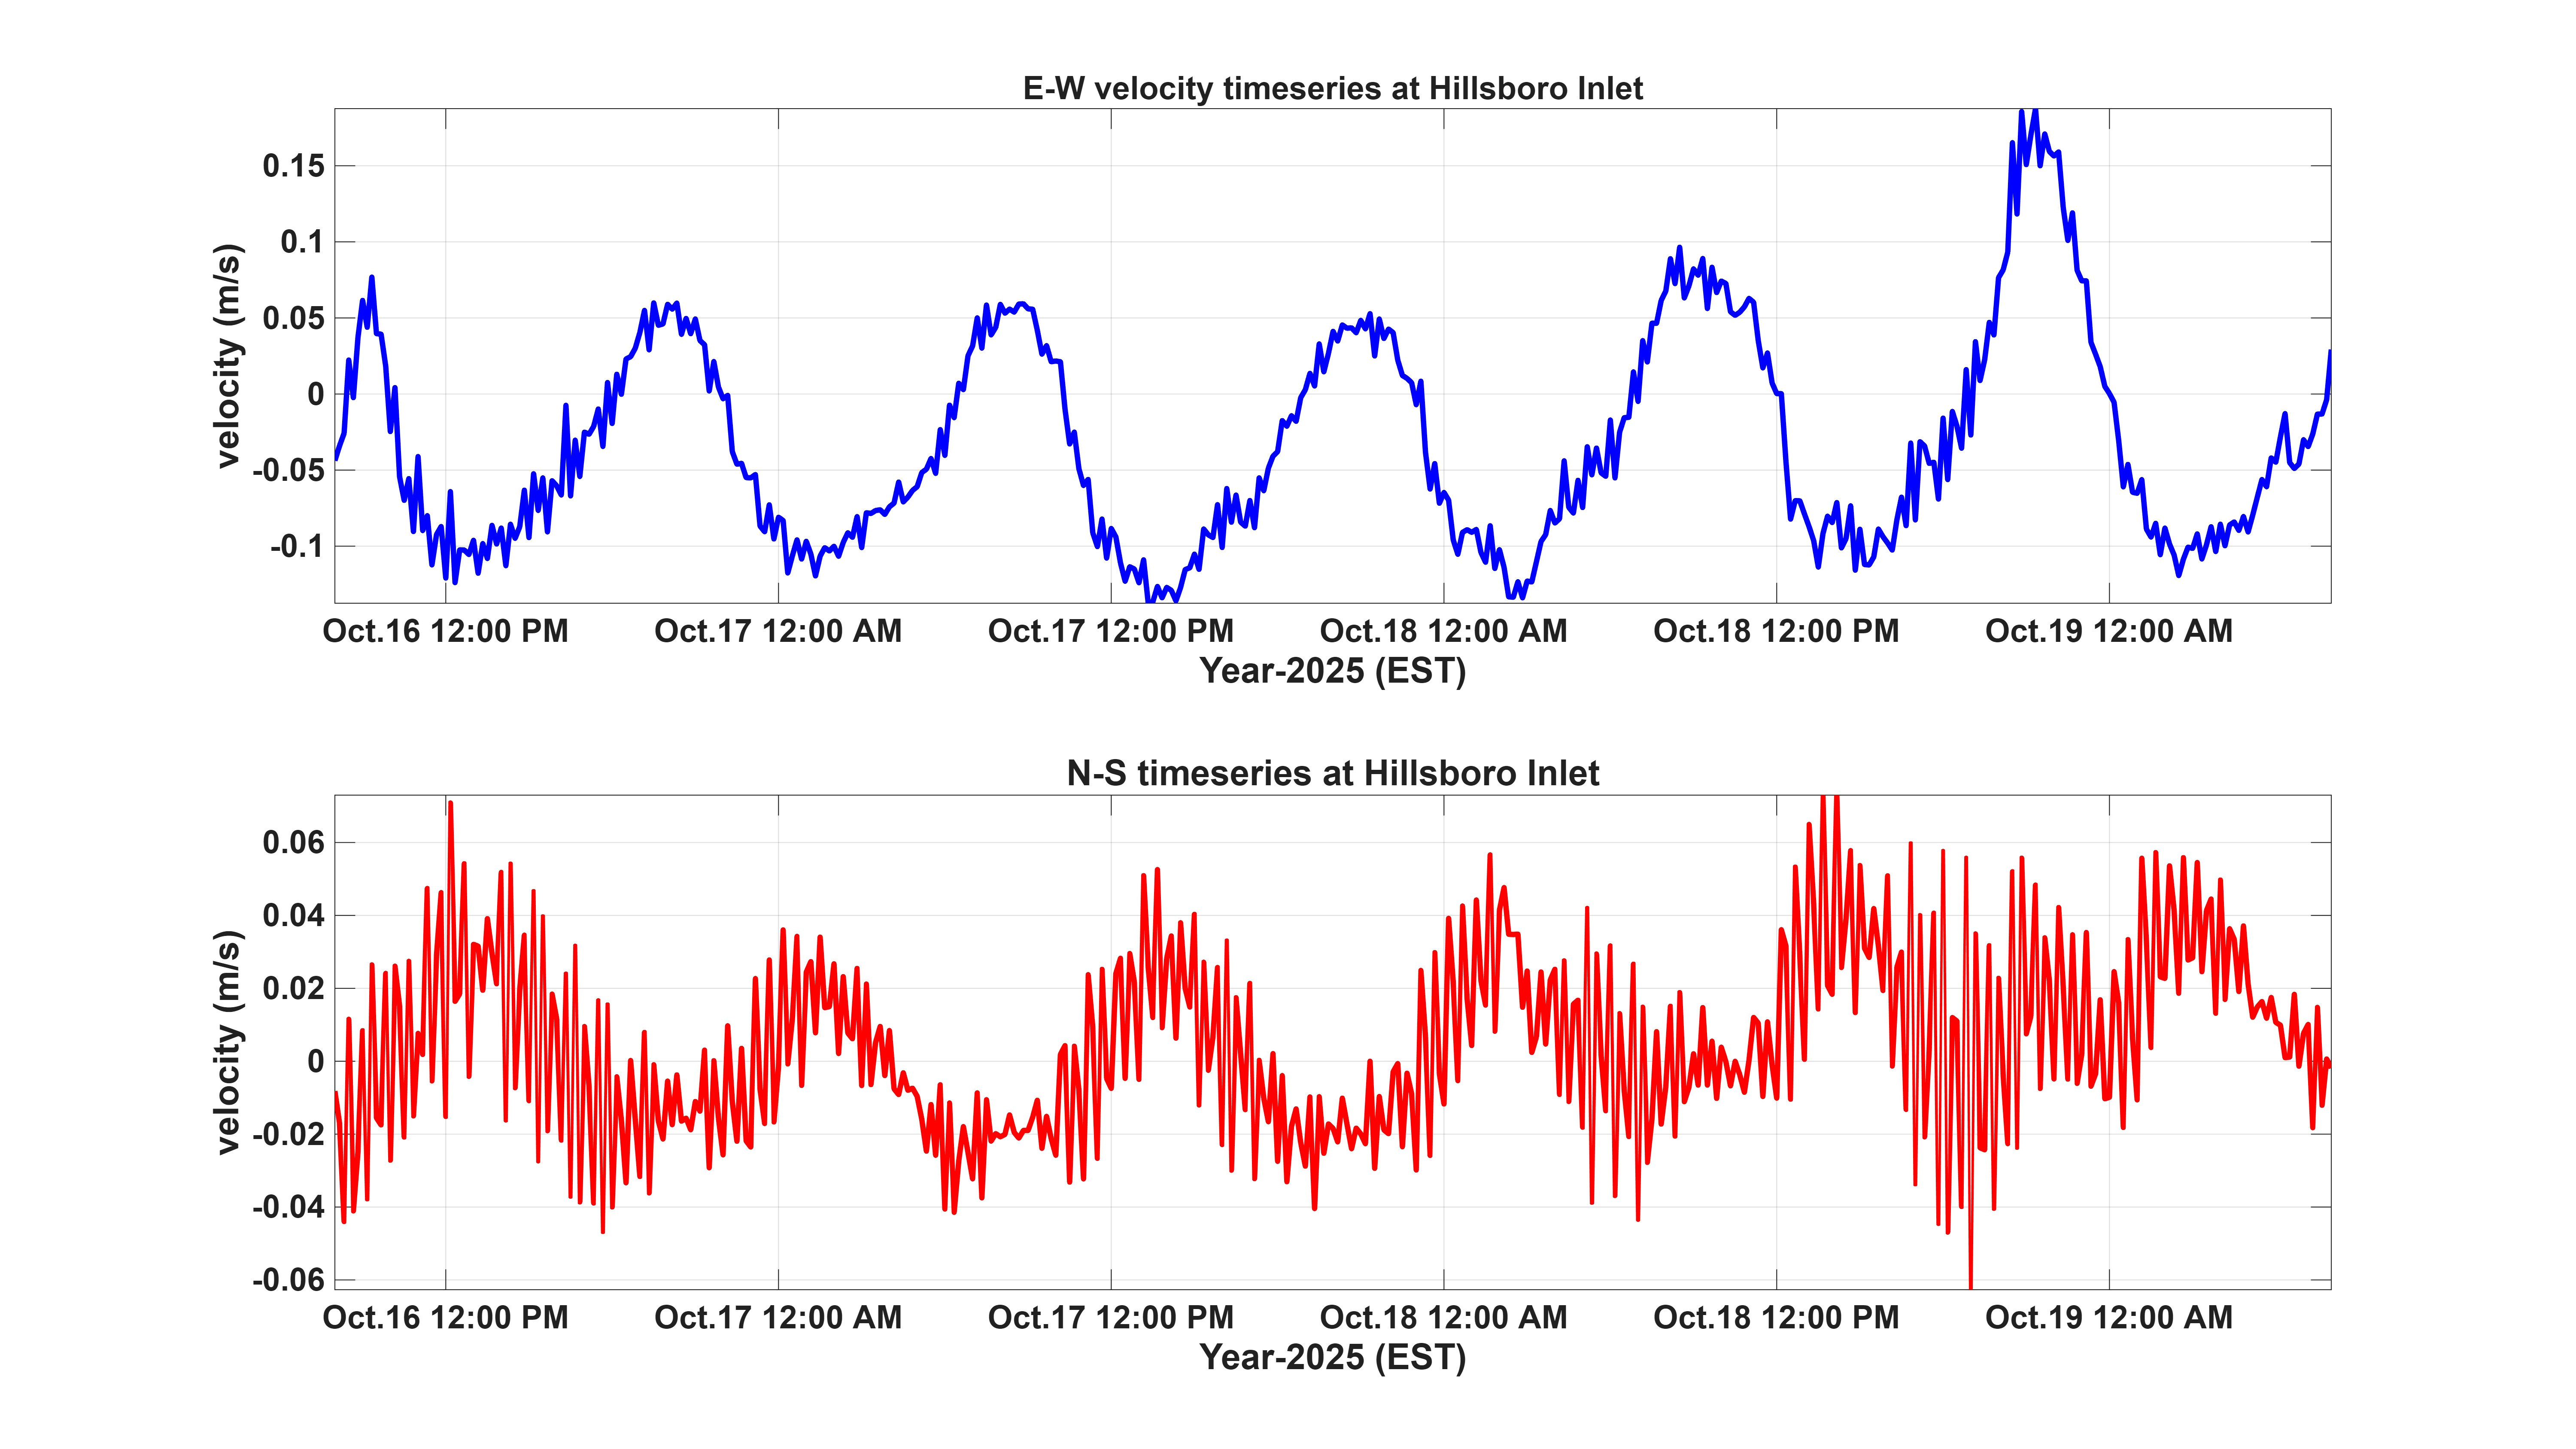 E-W velocity timeseries at Hillsboro Inlet
velocity (m/s)
0.15
0.1
0.05
0
-0.05
-0.1
Oct.16 12:00 PM Oct.17 12:00 AM Oct.17 12:00 PM Oct.18 12:00 AM Oct.18 12:00 PM Oct.19 12:00 AM
Year-2025 (EST)
N-S timeseries at Hillsboro Inlet
velocity (m/s)
0.06
0.04
0.02
0
-0.02
-0.04
-0.06
Oct.16 12:00 PM Oct.17 12:00 AM Oct.17 12:00 PM Oct.18 12:00 AM Oct.18 12:00 PM Oct.19 12:00 AM
Year-2025 (EST)